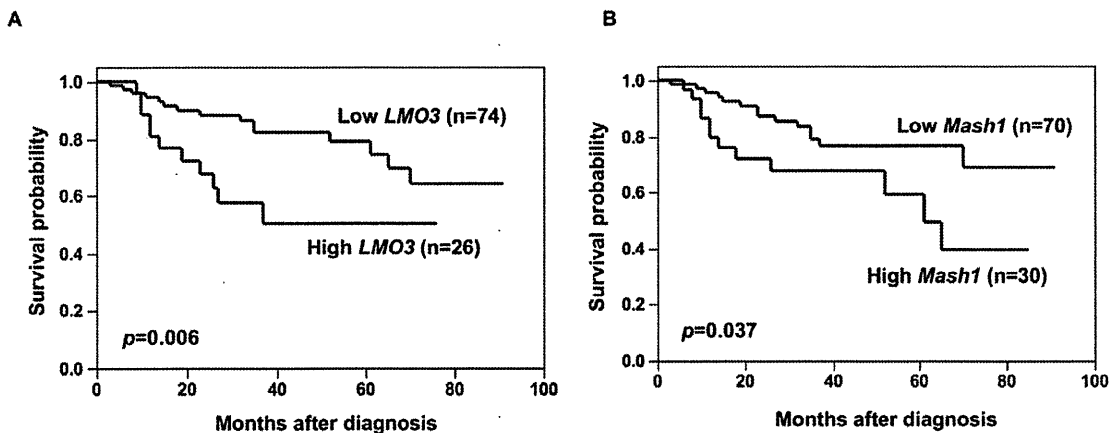 A
Survival probability
1.0
0.8
0.6
0.4
0.2
0.0
Low LMO3 (n=74)
High LMO3 (n=26)
p=0.006
0 20 40 60 80 100
Months after diagnosis
B
Survival probability
1.0
0.8
0.6
0.4
0.2
0.0
Low Mash1 (n=70)
High Mash1 (n=30)
p=0.037
0 20 40 60 80 100
Months after diagnosis